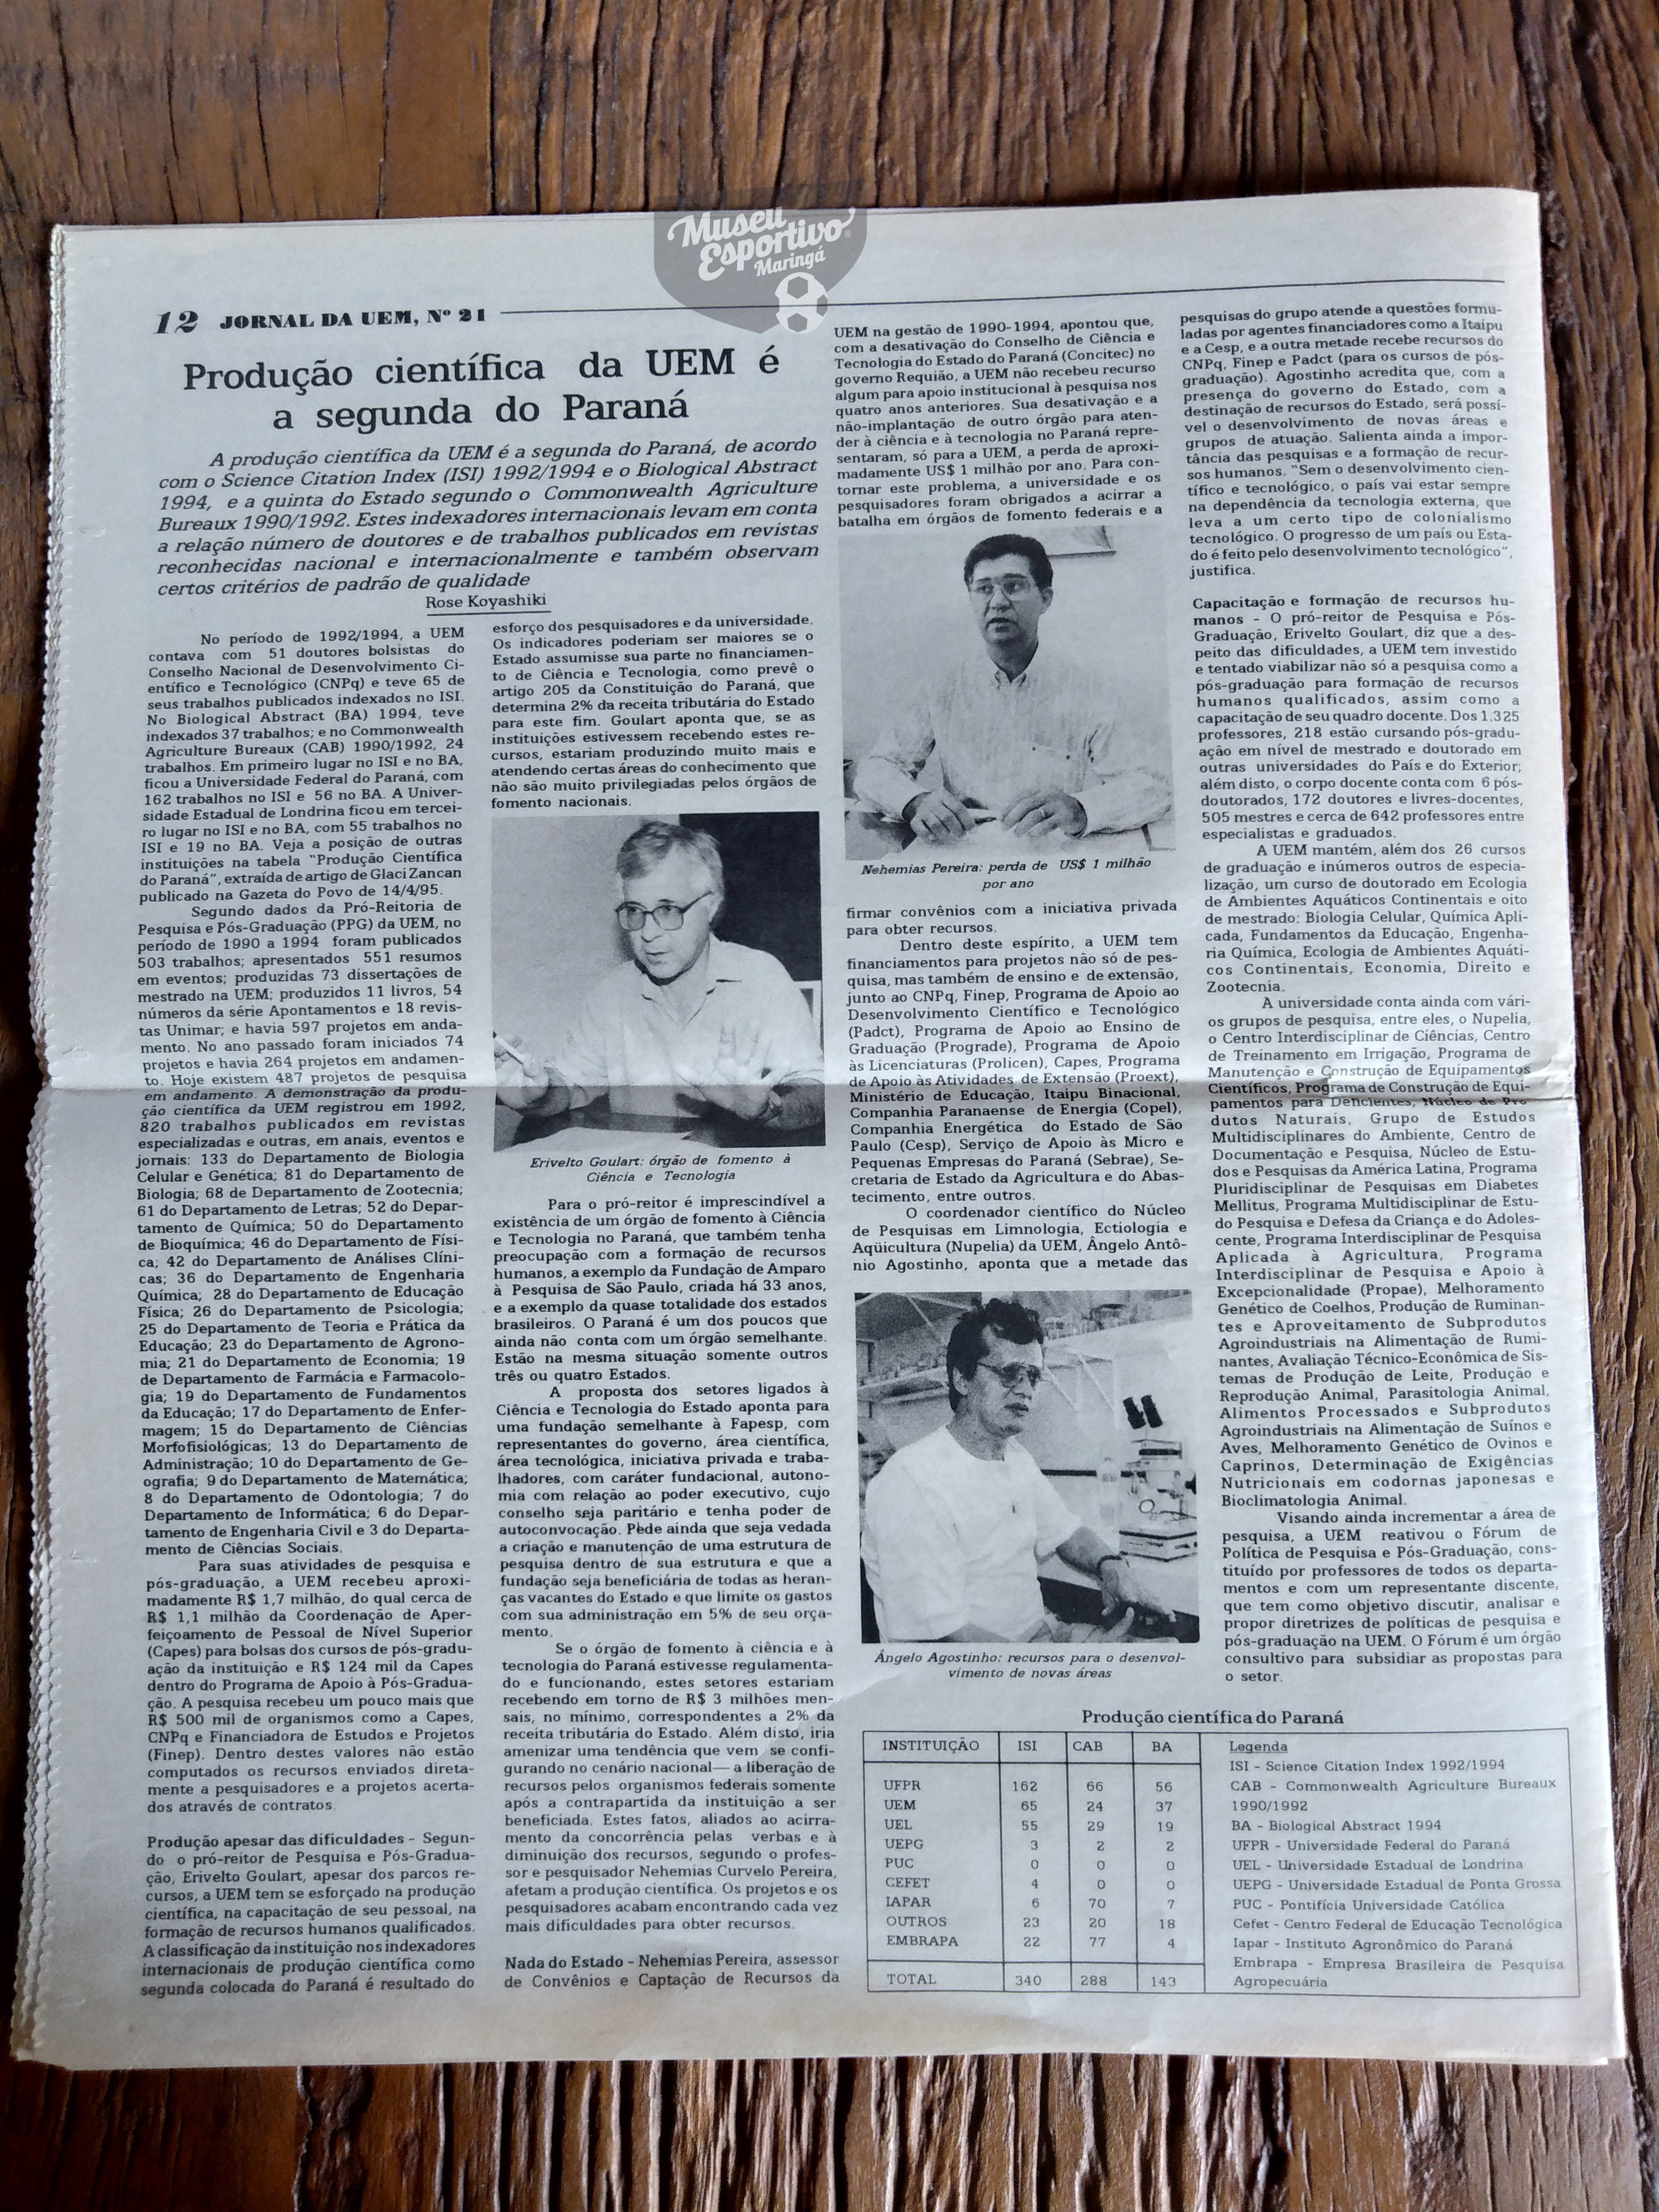 Museu
Esportivo
Maringá
12 JORNAL DA UEM, Nº 21
Produção científica da UEM é
a segunda do Paraná
A produção científica da UEM é a segunda do Paraná, de acordo
com o Science Citation Index (ISI) 1992/1994 e o Biological Abstract
1994, e a quinta do Estado segundo o Commonwealth Agriculture
Bureaux 1990/1992. Estes indexadores internacionais levam em conta
a relação número de doutores e de trabalhos publicados em revistas
reconhecidas nacional e internacionalmente e também observam
certos critérios de padrão de qualidade
Rose Koyashiki
No período de 1992/1994, a UEM
contava com 51 doutores bolsistas do
Conselho Nacional de Desenvolvimento Ci-
entífico e Tecnológico (CNPq) e teve 65 de
seus trabalhos publicados indexados no ISI.
No Biological Abstract (BA) 1994, teve
indexados 37 trabalhos; e no Commonwealth
Agriculture Bureaux (CAB) 1990/1992, 24
trabalhos. Em primeiro lugar no ISI e no BA,
ficou a Universidade Federal do Paraná, com
162 trabalhos no ISI e 56 no BA. A Univer-
sidade Estadual de Londrina ficou em tercei-
ro lugar no ISI e no BA, com 55 trabalhos no
ISI e 19 no BA. Veja a posição de outras
instituições na tabela "Produção Científica
do Paraná", extraída de artigo de Glaci Zancan
publicado na Gazeta do Povo de 14/4/95.
Segundo dados da Pró-Reitoria de
Pesquisa e Pós-Graduação (PPG) da UEM, no
período de 1990 a 1994 foram publicados
503 trabalhos; apresentados 551 resumos
em eventos; produzidas 73 dissertações de
mestrado na UEM; produzidos 11 livros, 54
números da série Apontamentos e 18 revis-
tas Unimar; e havia 597 projetos em anda-
mento. No ano passado foram iniciados 74
projetos e havia 264 projetos em andamen-
to. Hoje existem 487 projetos de pesquisa
em andamento. A demonstração da produ-
ção científica da UEM registrou em 1992,
820 trabalhos publicados em revistas
especializadas e outras, em anais, eventos e
jornais: 133 do Departamento de Biologia
Celular e Genética; 81 do Departamento de
Biologia; 68 de Departamento de Zootecnia;
61 do Departamento de Letras; 52 do Depar-
tamento de Química; 50 do Departamento
de Bioquímica; 46 do Departamento de Físi-
ca; 42 do Departamento de Análises Clíni-
cas; 36 do Departamento de Engenharia
Química; 28 do Departamento de Educação
Física; 26 do Departamento de Psicologia;
25 do Departamento de Teoria e Prática da
Educação; 23 do Departamento de Agrono-
mia; 21 do Departamento de Economia; 19
de Departamento de Farmácia e Farmacolo-
gia; 19 do Departamento de Fundamentos
da Educação; 17 do Departamento de Enfer-
magem; 15 do Departamento de Ciências
Morfofisiológicas; 13 do Departamento de
Administração; 10 do Departamento de Ge-
ografia; 9 do Departamento de Matemática;
8 do Departamento de Odontologia; 7 do
Departamento de Informática; 6 do Depar-
tamento de Engenharia Civil e 3 do Departa-
mento de Ciências Sociais.
Para suas atividades de pesquisa e
pós-graduação, a UEM recebeu aproxi-
madamente R$ 1,7 milhão, do qual cerca de
R$ 1,1 milhão da Coordenação de Aper-
feiçoamento de Pessoal de Nível Superior
(Capes) para bolsas dos cursos de pós-gradu-
ação da instituição e R$ 124 mil da Capes
dentro do Programa de Apoio à Pós-Gradua-
ção. A pesquisa recebeu um pouco mais que
R$ 500 mil de organismos como a Capes,
CNPq e Financiadora de Estudos e Projetos
(Finep). Dentro destes valores não estão
computados os recursos enviados direta-
mente a pesquisadores e a projetos acerta-
dos através de contratos.
Produção apesar das dificuldades - Segun-
do o pró-reitor de Pesquisa e Pós-Gradua-
ção, Erivelto Goulart, apesar dos parcos re-
cursos, a UEM tem se esforçado na produção
científica, na capacitação de seu pessoal, na
formação de recursos humanos qualificados.
A classificação da instituição nos indexadores
internacionais de produção científica como
segunda colocada do Paraná é resultado do
esforço dos pesquisadores e da universidade.
Os indicadores poderiam ser maiores se o
Estado assumisse sua parte no financiamen-
to de Ciência e Tecnologia, como prevê o
artigo 205 da Constituição do Paraná, que
determina 2% da receita tributária do Estado
para este fim. Goulart aponta que, se as
instituições estivessem recebendo estes re-
cursos, estariam produzindo muito mais e
atendendo certas áreas do conhecimento que
não são muito privilegiadas pelos órgãos de
fomento nacionais.
Erivelto Goulart: órgão de fomento à
Ciência e Tecnologia
Para o pró-reitor é imprescindível a
existência de um órgão de fomento à Ciência
e Tecnologia no Paraná, que também tenha
preocupação com a formação de recursos
humanos, a exemplo da Fundação de Amparo
à Pesquisa de São Paulo, criada há 33 anos,
e a exemplo da quase totalidade dos estados
brasileiros. O Paraná é um dos poucos que
ainda não conta com um órgão semelhante.
Estão na mesma situação somente outros
três ou quatro Estados.
A proposta dos setores ligados à
Ciência e Tecnologia do Estado aponta para
uma fundação semelhante à Fapesp, com
representantes do governo, área científica,
área tecnológica, iniciativa privada e traba-
lhadores, com caráter fundacional, autono-
mia com relação ao poder executivo, cujo
conselho seja paritário e tenha poder de
autoconvocação. Pede ainda que seja vedada
a criação e manutenção de uma estrutura de
pesquisa dentro de sua estrutura e que a
fundação seja beneficiária de todas as heran-
ças vacantes do Estado e que limite os gastos
com sua administração em 5% de seu orça-
mento.
Se o órgão de fomento à ciência e à
tecnologia do Paraná estivesse regulamenta-
do e funcionando, estes setores estariam
recebendo em torno de R$ 3 milhões men-
sais, no mínimo, correspondentes a 2% da
receita tributária do Estado. Além disto, iria
amenizar uma tendência que vem se confi-
gurando no cenário nacional— a liberação de
recursos pelos organismos federais somente
após a contrapartida da instituição a ser
beneficiada. Estes fatos, aliados ao acirra-
mento da concorrência pelas verbas e à
diminuição dos recursos, segundo o profes-
sor e pesquisador Nehemias Curvelo Pereira,
afetam a produção científica. Os projetos e os
pesquisadores acabam encontrando cada vez
mais dificuldades para obter recursos.
Nada do Estado - Nehemias Pereira, assessor
de Convênios e Captação de Recursos da
UEM na gestão de 1990-1994, apontou que,
com a desativação do Conselho de Ciência e
Tecnologia do Estado do Paraná (Concitec) no
governo Requião, a UEM não recebeu recurso
algum para apoio institucional à pesquisa nos
quatro anos anteriores. Sua desativação e a
não-implantação de outro órgão para aten-
der à ciência e à tecnologia no Paraná repre-
sentaram, só para a UEM, a perda de aproxi-
madamente US$ 1 milhão por ano. Para con-
tornar este problema, a universidade e os
pesquisadores foram obrigados a acirrar a
batalha em órgãos de fomento federais e a
Nehemias Pereira: perda de US$ 1 milhão
por ano
firmar convênios com a iniciativa privada
para obter recursos.
Dentro deste espírito, a UEM tem
financiamentos para projetos não só de pes-
quisa, mas também de ensino e de extensão,
junto ao CNPq, Finep, Programa de Apoio ao
Desenvolvimento Científico e Tecnológico
(Padct), Programa de Apoio ao Ensino de
Graduação (Prograde), Programa de Apoio
às Licenciaturas (Prolicen), Capes, Programa
de Apoio às Atividades de Extensão (Proext),
Ministério de Educação, Itaipu Binacional,
Companhia Paranaense de Energia (Copel),
Companhia Energética do Estado de São
Paulo (Cesp), Serviço de Apoio às Micro e
Pequenas Empresas do Paraná (Sebrae), Se-
cretaria de Estado da Agricultura e do Abas-
tecimento, entre outros.
O coordenador científico do Núcleo
de Pesquisas em Limnologia, Ectiologia e
Aqüicultura (Nupelia) da UEM, Ângelo Antô-
nio Agostinho, aponta que a metade das
Ângelo Agostinho: recursos para o desenvol-
vimento de novas áreas
pesquisas do grupo atende a questões formu-
ladas por agentes financiadores como a Itaipu
e a Cesp, e a outra metade recebe recursos do
CNPq, Finep e Padct (para os cursos de pós-
graduação). Agostinho acredita que, com a
presença do governo do Estado, com a
destinação de recursos do Estado, será possí-
vel o desenvolvimento de novas áreas e
grupos de atuação. Salienta ainda a impor-
tância das pesquisas e a formação de recur-
sos humanos. "Sem o desenvolvimento cien-
tífico e tecnológico, o país vai estar sempre
na dependência da tecnologia externa, que
leva a um certo tipo de colonialismo
tecnológico. O progresso de um país ou Esta-
do é feito pelo desenvolvimento tecnológico",
justifica.
Capacitação e formação de recursos hu-
manos - O pró-reitor de Pesquisa e Pós-
Graduação, Erivelto Goulart, diz que a des-
peito das dificuldades, a UEM tem investido
e tentado viabilizar não só a pesquisa como a
pós-graduação para formação de recursos
humanos qualificados, assim como a
capacitação de seu quadro docente. Dos 1.325
professores, 218 estão cursando pós-gradu-
ação em nível de mestrado e doutorado em
outras universidades do País e do Exterior;
além disto, o corpo docente conta com 6 pós-
doutorados, 172 doutores e livres-docentes,
505 mestres e cerca de 642 professores entre
especialistas e graduados.
A UEM mantém, além dos 26 cursos
de graduação e inúmeros outros de especia-
lização, um curso de doutorado em Ecologia
de Ambientes Aquáticos Continentais e oito
de mestrado: Biologia Celular, Química Apli-
cada, Fundamentos da Educação, Engenha-
ria Química, Ecologia de Ambientes Aquáti-
cos Continentais, Economia, Direito e
Zootecnia.
A universidade conta ainda com vári-
os grupos de pesquisa, entre eles, o Nupelia,
o Centro Interdisciplinar de Ciências, Centro
de Treinamento em Irrigação, Programa de
Manutenção e Construção de Equipamentos
Científicos, Programa de Construção de Equi-
pamentos para Deficientes, Núcleo de Pro-
dutos Naturais, Grupo de Estudos
Multidisciplinares do Ambiente, Centro de
Documentação e Pesquisa, Núcleo de Estu-
dos e Pesquisas da América Latina, Programa
Pluridisciplinar de Pesquisas em Diabetes
Mellitus, Programa Multidisciplinar de Estu-
do Pesquisa e Defesa da Criança e do Adoles-
cente, Programa Interdisciplinar de Pesquisa
Aplicada à Agricultura, Programa
Interdisciplinar de Pesquisa e Apoio à
Excepcionalidade (Propae), Melhoramento
Genético de Coelhos, Produção de Ruminan-
tes e Aproveitamento de Subprodutos
Agroindustriais na Alimentação de Rumi-
nantes, Avaliação Técnico-Econômica de Sis-
temas de Produção de Leite, Produção e
Reprodução Animal, Parasitologia Animal,
Alimentos Processados e Subprodutos
Agroindustriais na Alimentação de Suínos e
Aves, Melhoramento Genético de Ovinos e
Caprinos, Determinação de Exigências
Nutricionais em codornas japonesas e
Bioclimatologia Animal.
Visando ainda incrementar a área de
pesquisa, a UEM reativou o Fórum de
Política de Pesquisa e Pós-Graduação, cons-
tituído por professores de todos os departa-
mentos e com um representante discente,
que tem como objetivo discutir, analisar e
propor diretrizes de políticas de pesquisa e
pós-graduação na UEM. O Fórum é um órgão
consultivo para subsidiar as propostas para
o setor.
Produção científica do Paraná
INSTITUIÇÃO ISI CAB BA
UFPR 162 66 56
UEM 65 24 37
UEL 55 29 19
UEPG 3 2 2
PUC 0 0 0
CEFET 4 0 0
IAPAR 6 70 7
OUTROS 23 20 18
EMBRAPA 22 77 4
TOTAL 340 288 143
Legenda
ISI - Science Citation Index 1992/1994
CAB - Commonwealth Agriculture Bureaux
1990/1992
BA - Biological Abstract 1994
UFPR - Universidade Federal do Paraná
UEL - Universidade Estadual de Londrina
UEPG - Universidade Estadual de Ponta Grossa
PUC - Pontifícia Universidade Católica
Cefet - Centro Federal de Educação Tecnológica
Iapar - Instituto Agronômico do Paraná
Embrapa - Empresa Brasileira de Pesquisa
Agropecuária